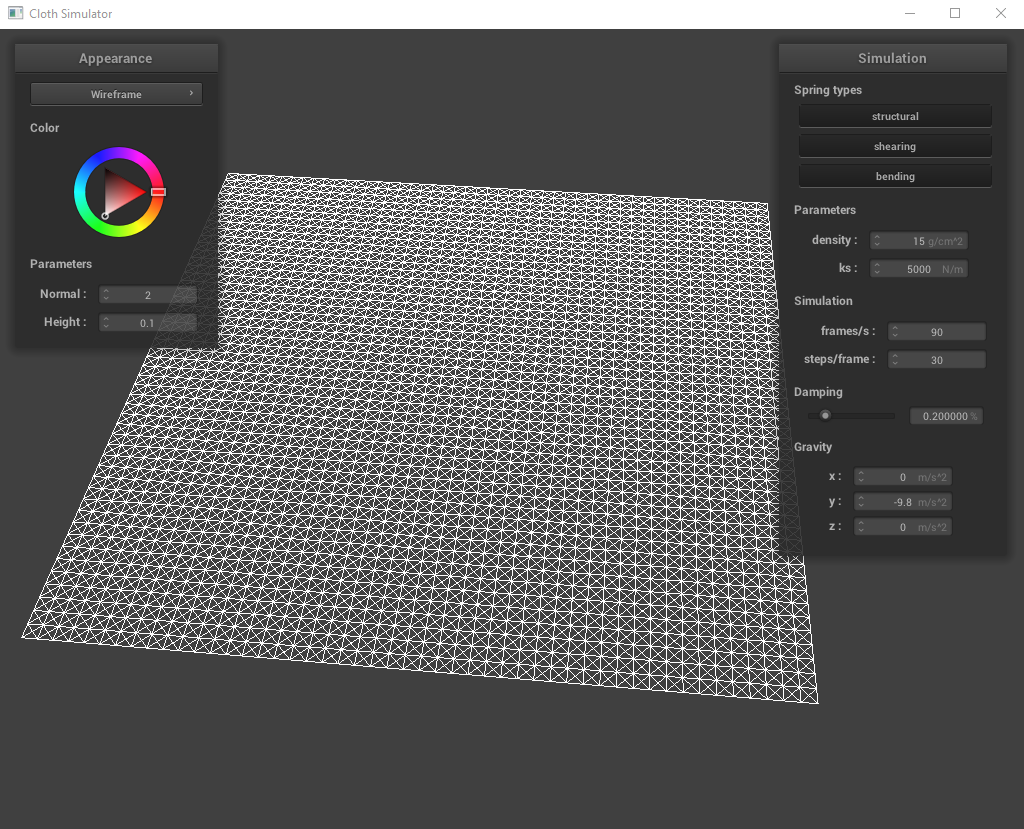 Cloth Simulator
Appearance
Wireframe
Color
Parameters
Normal : 2
Height : 0.1
Simulation
Spring types
structural
shearing
bending
Parameters
density : 15 g/cm^2
ks : 5000 N/m
Simulation
frames/s : 90
steps/frame : 30
Damping
0.200000 %
Gravity
x : 0 m/s^2
y : -9.8 m/s^2
z : 0 m/s^2